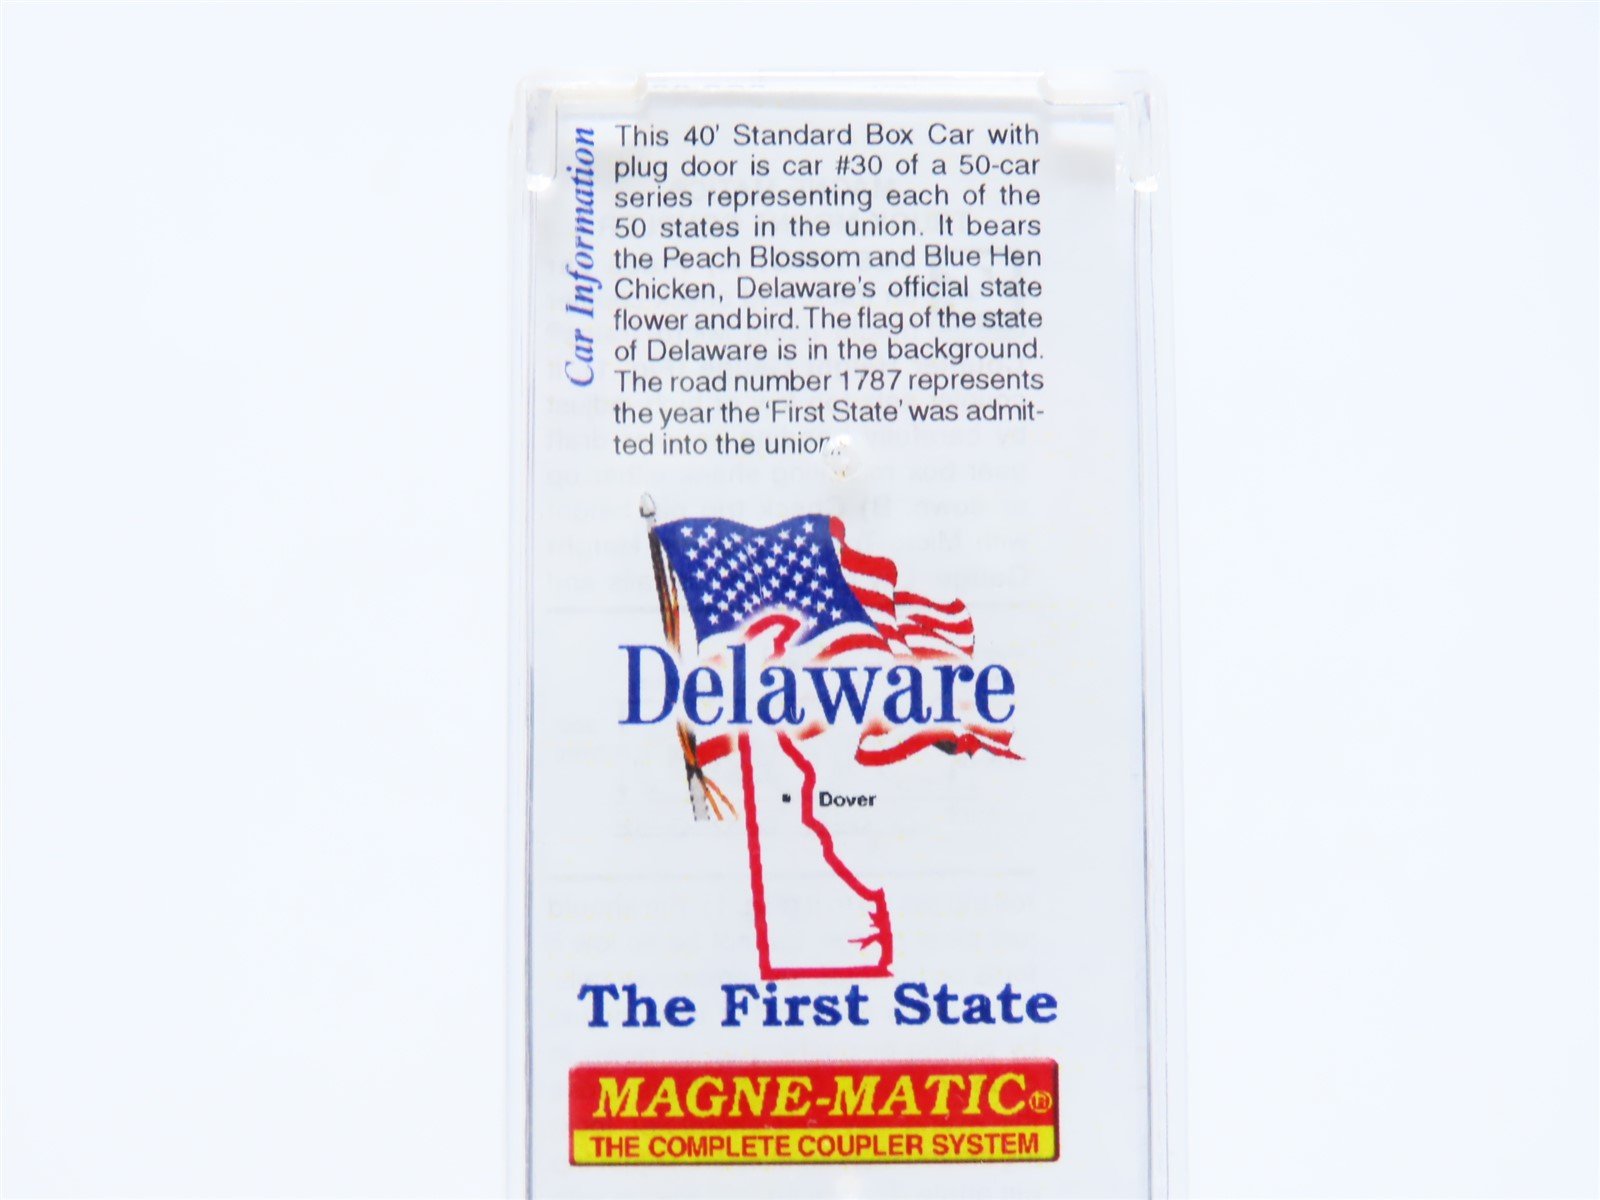 Car Information
This 40' Standard Box Car with
plug door is car #30 of a 50-car
series representing each of the
50 states in the union. It bears
the Peach Blossom and Blue Hen
Chicken, Delaware's official state
flower and bird. The flag of the state
of Delaware is in the background.
The road number 1787 represents
the year the 'First State' was admit-
ted into the union.
Delaware
Dover
The First State
MAGNE-MATIC®
THE COMPLETE COUPLER SYSTEM